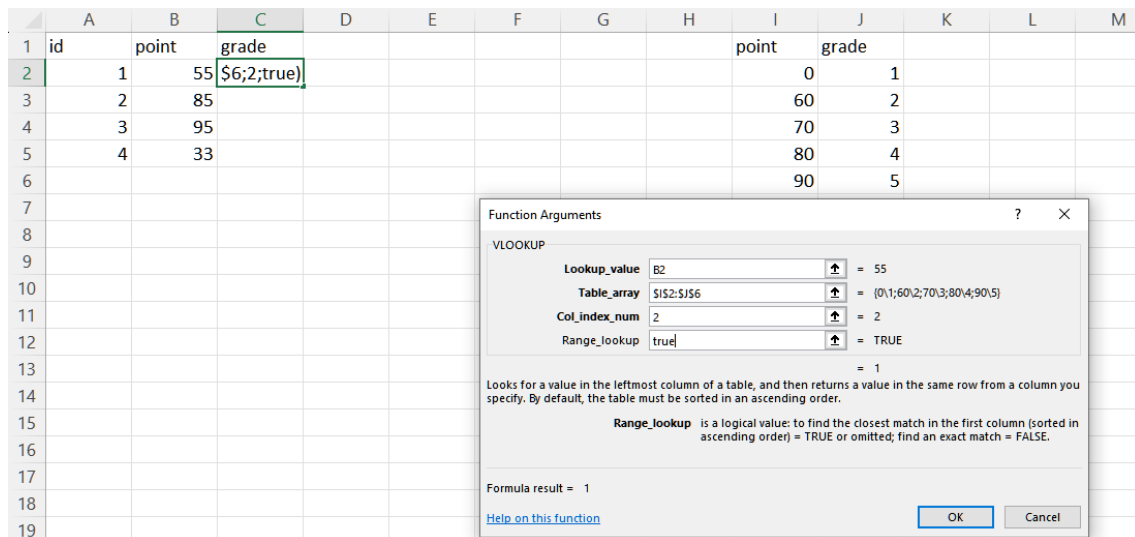 A B C D E F G H I J K L M
1 id point grade point grade
2 1 55 $6;2;true) 0 1
3 2 85 60 2
4 3 95 70 3
5 4 33 80 4
6 90 5
7
Function Arguments ? ×
8
VLOOKUP
9
Lookup_value B2 = 55
10
Table_array $I$2:$J$6 = {0\1;60\2;70\3;80\4;90\5}
11
Col_index_num 2 = 2
12
Range_lookup true = TRUE
13
= 1
Looks for a value in the leftmost column of a table, and then returns a value in the same row from a column you
14
specify. By default, the table must be sorted in an ascending order.
15
Range_lookup is a logical value: to find the closest match in the first column (sorted in
16
ascending order) = TRUE or omitted; find an exact match = FALSE.
17
18
Formula result = 1
19
Help on this function OK Cancel